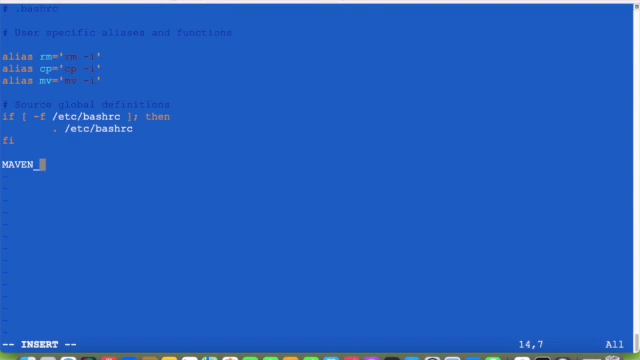 # .bashrc
# User specific aliases and functions
alias rm='rm -i'
alias cp='cp -i'
alias mv='mv -i'
# Source global definitions
if [ -f /etc/bashrc ]; then
        . /etc/bashrc
fi
MAVEN_
~
~
~
~
~
~
~
~
~
~
~
~
~
~
-- INSERT -- 14,7 All